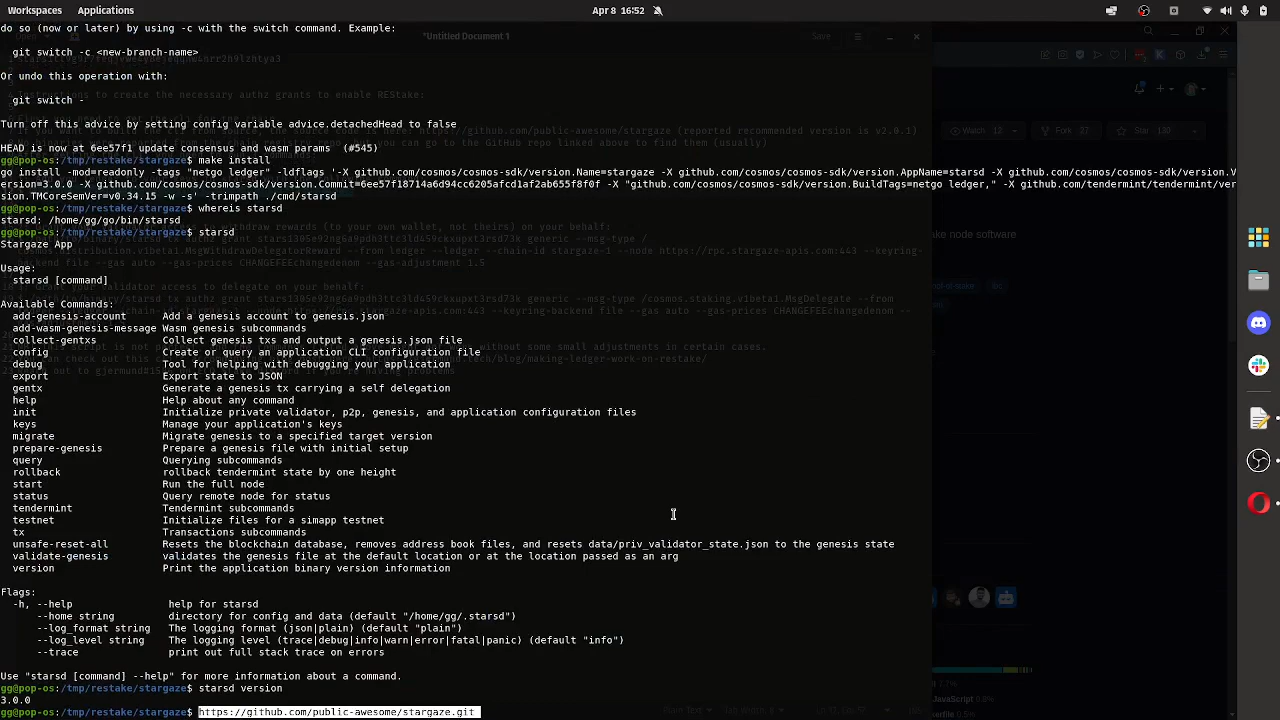 Workspaces Applications Apr 8 16:52
do so (now or later) by using -c with the switch command. Example:
git switch -c <new-branch-name>
Or undo this operation with:
git switch -
Turn off this advice by setting config variable advice.detachedHead to false
HEAD is now at 6ee57f1 update consensus and wasm params (#545)
gg@pop-os:/tmp/restake/stargaze$ make install
go install -mod=readonly -tags "netgo ledger" -ldflags '-X github.com/cosmos/cosmos-sdk/version.Name=stargaze -X github.com/cosmos/cosmos-sdk/version.AppName=starsd -X github.com/cosmos/cosmos-sdk/version.V
ersion=3.0.0 -X github.com/cosmos/cosmos-sdk/version.Commit=6ee57f18714a6d94cc6205afcd1af2ab655f8f0f -X "github.com/cosmos/cosmos-sdk/version.BuildTags=netgo ledger," -X github.com/tendermint/tendermint/ver
sion.TMCoreSemVer=v0.34.15 -w -s' -trimpath ./cmd/starsd
gg@pop-os:/tmp/restake/stargaze$ whereis starsd
starsd: /home/gg/go/bin/starsd
gg@pop-os:/tmp/restake/stargaze$ starsd
Stargaze App
Usage:
starsd [command]
Available Commands:
add-genesis-account Add a genesis account to genesis.json
add-wasm-genesis-message Wasm genesis subcommands
collect-gentxs Collect genesis txs and output a genesis.json file
config Create or query an application CLI configuration file
debug Tool for helping with debugging your application
export Export state to JSON
gentx Generate a genesis tx carrying a self delegation
help Help about any command
init Initialize private validator, p2p, genesis, and application configuration files
keys Manage your application's keys
migrate Migrate genesis to a specified target version
prepare-genesis Prepare a genesis file with initial setup
query Querying subcommands
rollback rollback tendermint state by one height
start Run the full node
status Query remote node for status
tendermint Tendermint subcommands
testnet Initialize files for a simapp testnet
tx Transactions subcommands
unsafe-reset-all Resets the blockchain database, removes address book files, and resets data/priv_validator_state.json to the genesis state
validate-genesis validates the genesis file at the default location or at the location passed as an arg
version Print the application binary version information
Flags:
-h, --help help for starsd
--home string directory for config and data (default "/home/gg/.starsd")
--log_format string The logging format (json|plain) (default "plain")
--log_level string The logging level (trace|debug|info|warn|error|fatal|panic) (default "info")
--trace print out full stack trace on errors
Use "starsd [command] --help" for more information about a command.
gg@pop-os:/tmp/restake/stargaze$ starsd version
3.0.0
gg@pop-os:/tmp/restake/stargaze$ https://github.com/public-awesome/stargaze.git
*Untitled Document 1
Save
Instructions to create the necessary authz grants to enable REStake:
Watch 12
Fork 27
Star 130